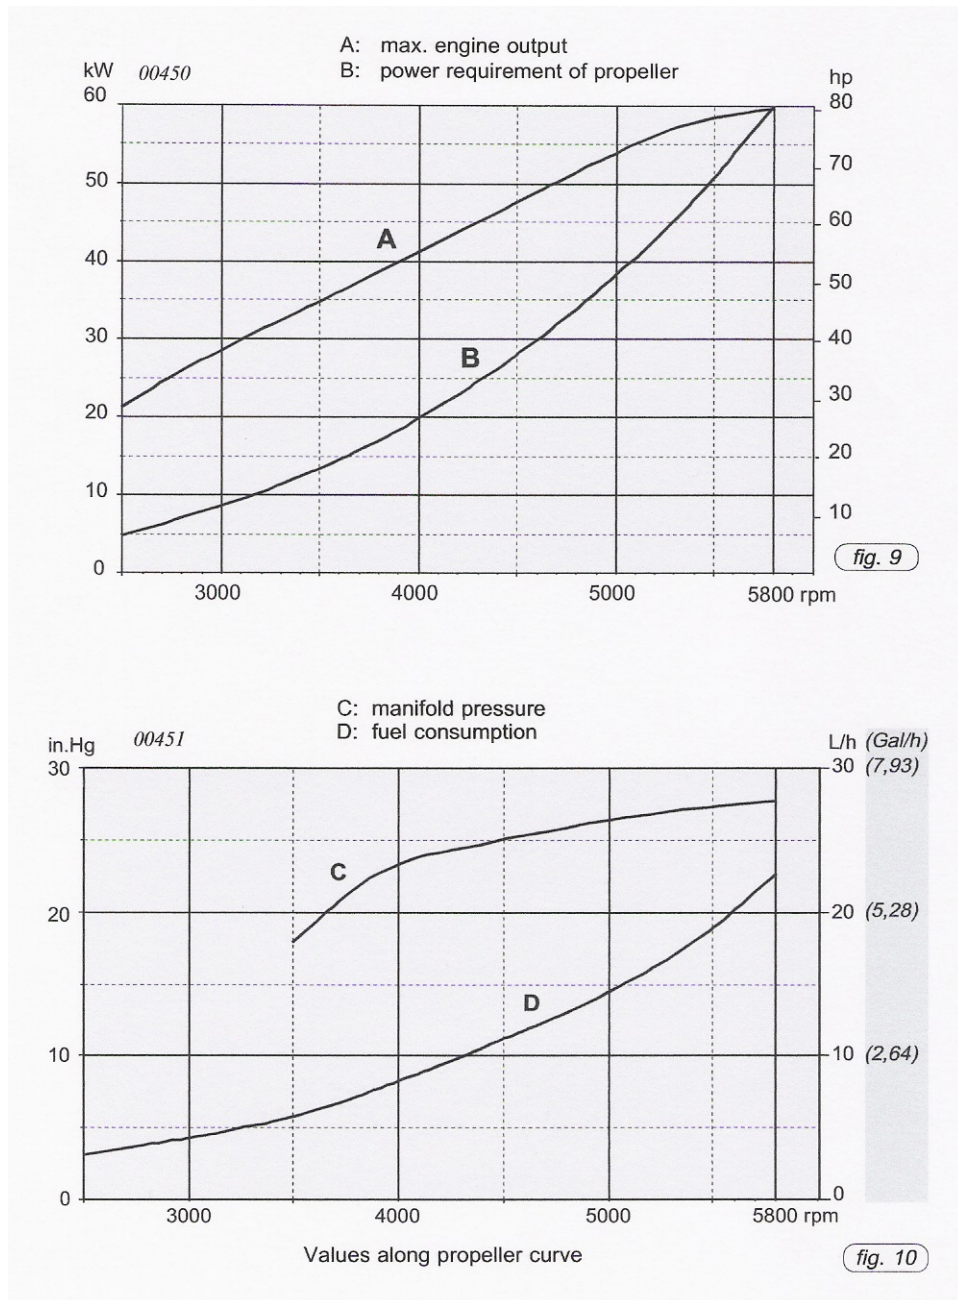 A: max. engine output
B: power requirement of propeller
kW 00450
hp
60
80
50
70
60
A
40
50
30
40
B
30
20
20
10
10
0
fig. 9
3000 4000 5000 5800 rpm
C: manifold pressure
D: fuel consumption
in.Hg 00451
L/h (Gal/h)
30
30 (7,93)
C
20
20 (5,28)
D
10
10 (2,64)
0
0
3000 4000 5000 5800 rpm
Values along propeller curve
fig. 10